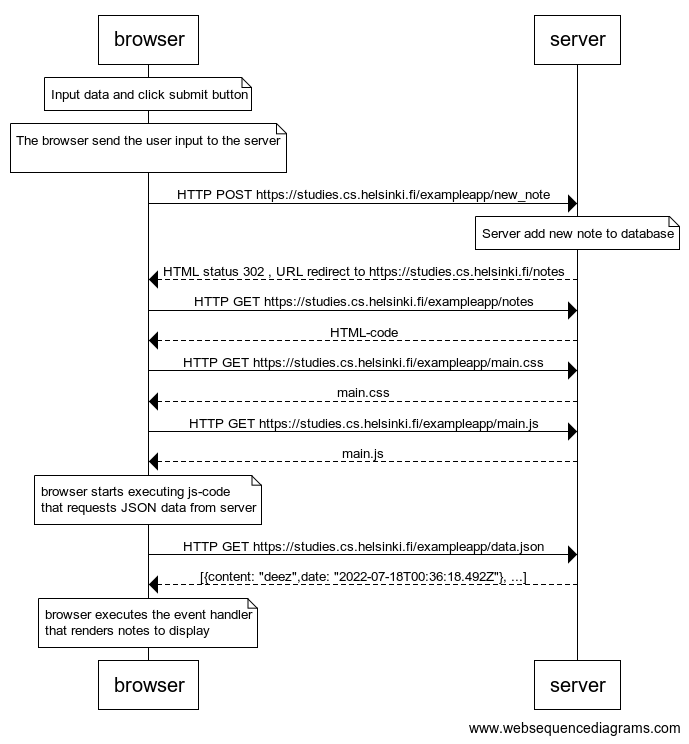 browser server
Input data and click submit button
The browser send the user input to the server
HTTP POST https://studies.cs.helsinki.fi/exampleapp/new_note
Server add new note to database
HTML status 302 , URL redirect to https://studies.cs.helsinki.fi/notes
HTTP GET https://studies.cs.helsinki.fi/exampleapp/notes
HTML-code
HTTP GET https://studies.cs.helsinki.fi/exampleapp/main.css
main.css
HTTP GET https://studies.cs.helsinki.fi/exampleapp/main.js
main.js
browser starts executing js-code
that requests JSON data from server
HTTP GET https://studies.cs.helsinki.fi/exampleapp/data.json
[{content: "deez",date: "2022-07-18T00:36:18.492Z"}, ...]
browser executes the event handler
that renders notes to display
browser server
www.websequencediagrams.com